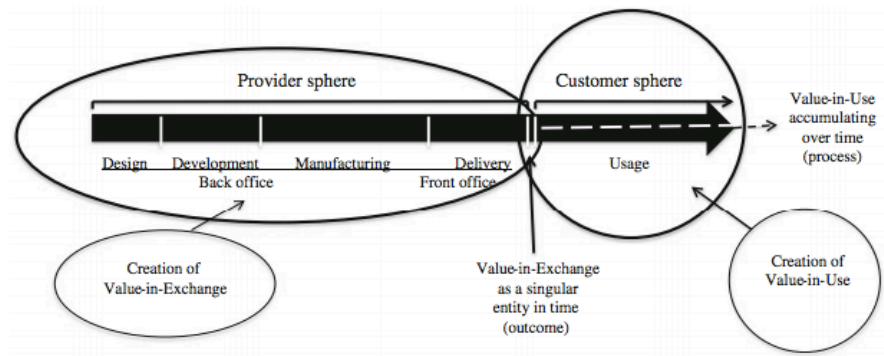 Provider sphere
Customer sphere
Value-in-Use
accumulating
over time
(process)
Design Development Manufacturing Delivery Usage
Back office Front office
Creation of
Value-in-Exchange
Value-in-Exchange
as a singular
entity in time
(outcome)
Creation of
Value-in-Use